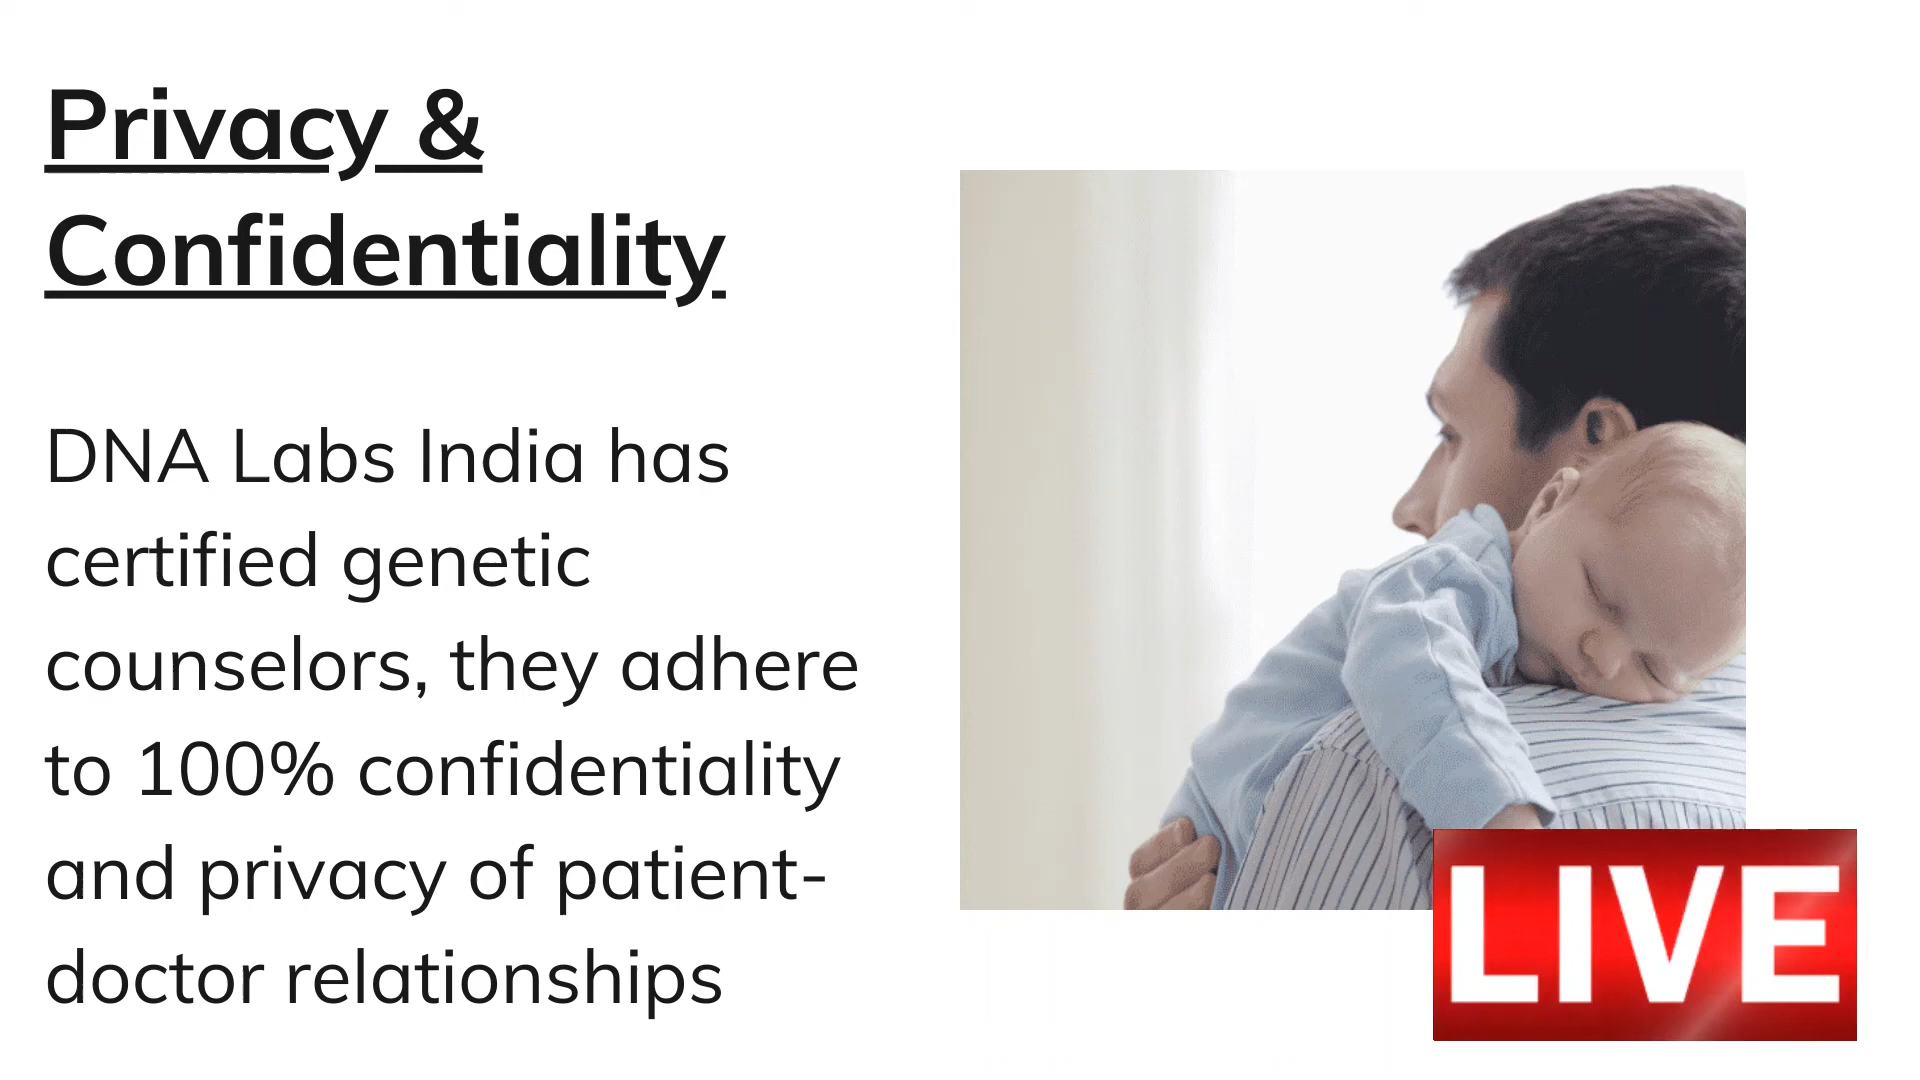 Privacy &
Confidentiality
DNA Labs India has
certified genetic
counselors, they adhere
to 100% confidentiality
and privacy of patient-
doctor relationships
LIVE